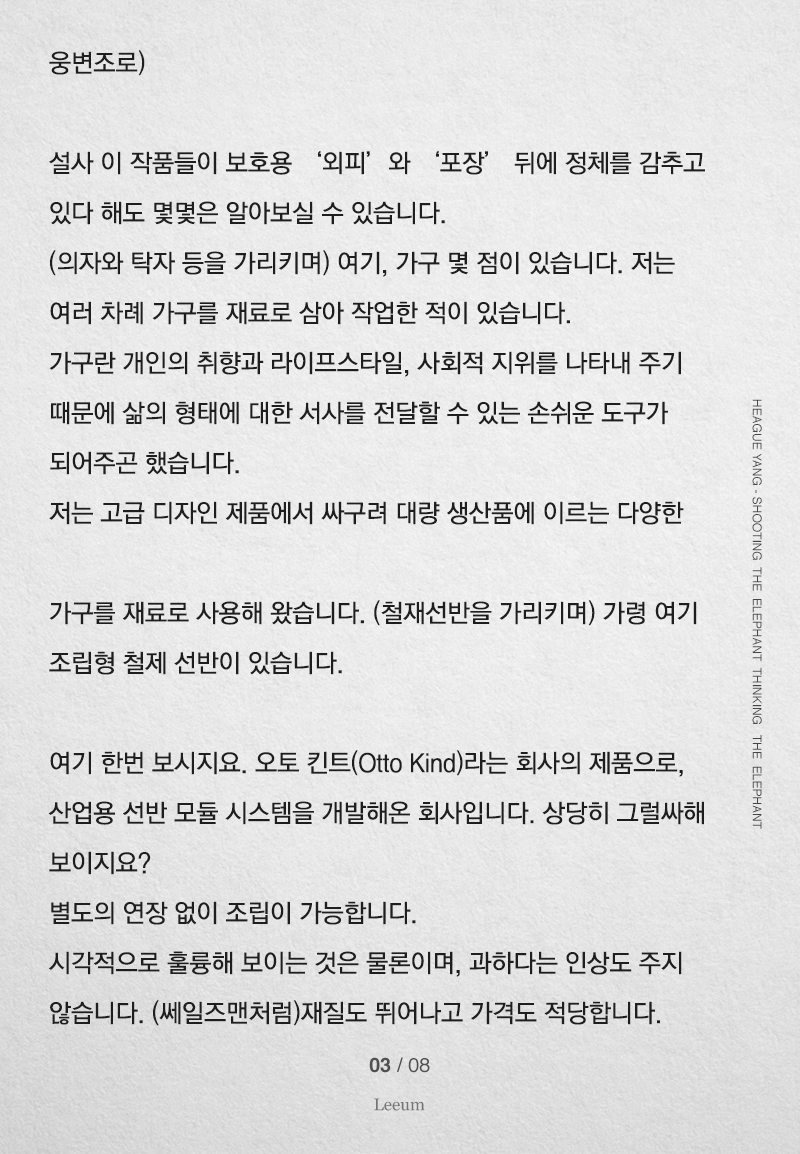 웅변조로)
설사 이 작품들이 보호용 ‘외피’와 ‘포장’ 뒤에 정체를 감추고
있다 해도 몇몇은 알아보실 수 있습니다.
(의자와 탁자 등을 가리키며) 여기, 가구 몇 점이 있습니다. 저는
여러 차례 가구를 재료로 삼아 작업한 적이 있습니다.
가구란 개인의 취향과 라이프스타일, 사회적 지위를 나타내 주기
때문에 삶의 형태에 대한 서사를 전달할 수 있는 손쉬운 도구가
되어주곤 했습니다.
저는 고급 디자인 제품에서 싸구려 대량 생산품에 이르는 다양한
가구를 재료로 사용해 왔습니다. (철재선반을 가리키며) 가령 여기
조립형 철제 선반이 있습니다.
여기 한번 보시지요. 오토 킨트(Otto Kind)라는 회사의 제품으로,
산업용 선반 모듈 시스템을 개발해온 회사입니다. 상당히 그럴싸해
보이지요?
별도의 연장 없이 조립이 가능합니다.
시각적으로 훌륭해 보이는 것은 물론이며, 과하다는 인상도 주지
않습니다. (쎄일즈맨처럼)재질도 뛰어나고 가격도 적당합니다.
03 / 08
Leeum
HEAGUE YANG - SHOOTING THE ELEPHANT THINKING THE ELEPHANT